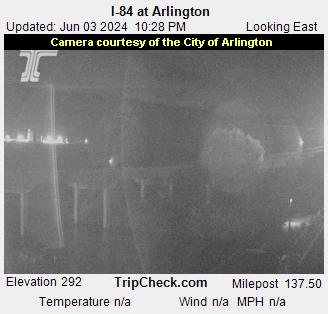 I-84 at Arlington
Updated: Jun 03 2024 10:28 PM Looking East
Camera courtesy of the City of Arlington
Elevation 292 TripCheck.com Milepost 137.50
Temperature n/a Wind n/a MPH n/a